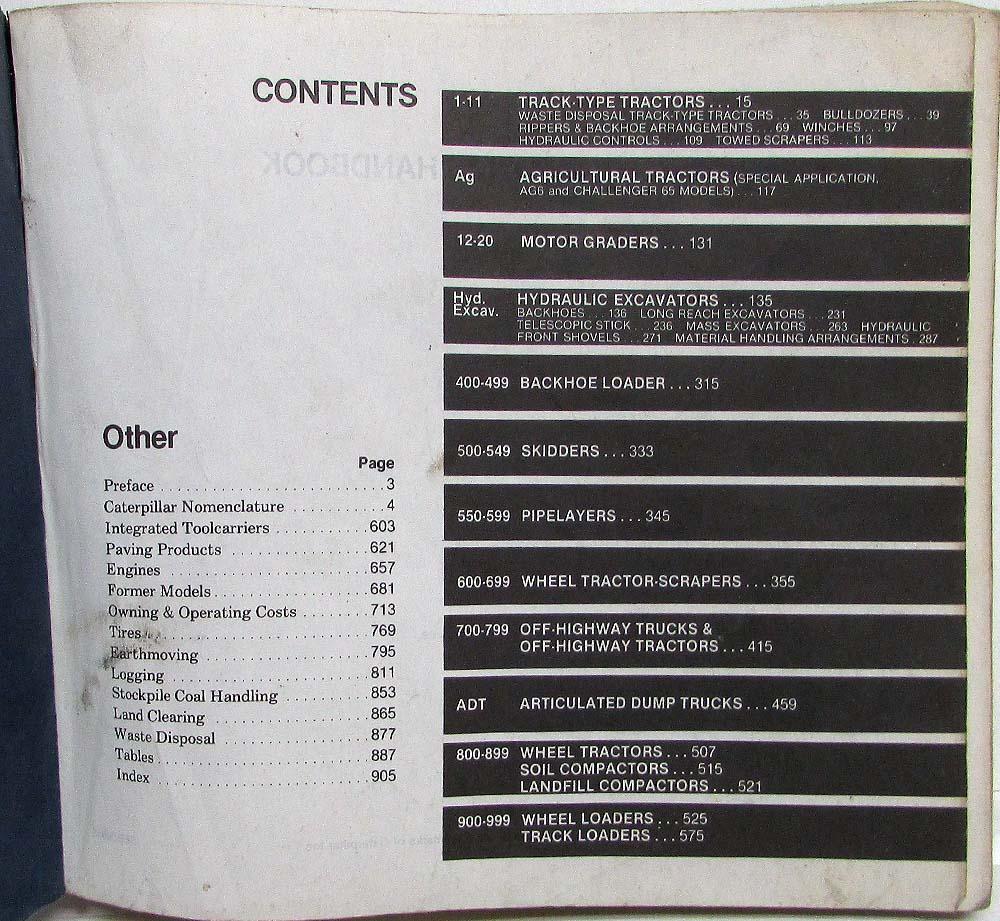 CONTENTS
1-11 TRACK-TYPE TRACTORS . . . 15
WASTE DISPOSAL TRACK-TYPE TRACTORS . . . 35 BULLDOZERS . . . 39
RIPPERS & BACKHOE ARRANGEMENTS . . . 69 WINCHES . . . 97
HYDRAULIC CONTROLS . . . 109 TOWED SCRAPERS . . . 113
Ag AGRICULTURAL TRACTORS (SPECIAL APPLICATION,
AG6 and CHALLENGER 65 MODELS) . . . 117
12-20 MOTOR GRADERS . . . 131
Hyd. HYDRAULIC EXCAVATORS . . . 135
Excav. BACKHOES . . . 136 LONG REACH EXCAVATORS . . . 231
TELESCOPIC STICK . . . 236 MASS EXCAVATORS . . . 263 HYDRAULIC
FRONT SHOVELS . . . 271 MATERIAL HANDLING ARRANGEMENTS . 287
400-499 BACKHOE LOADER . . . 315
500-549 SKIDDERS . . . 333
550-599 PIPELAYERS . . . 345
600-699 WHEEL TRACTOR-SCRAPERS . . . 355
700-799 OFF-HIGHWAY TRUCKS &
OFF-HIGHWAY TRACTORS . . . 415
ADT ARTICULATED DUMP TRUCKS . . . 459
800-899 WHEEL TRACTORS . . . 507
SOIL COMPACTORS . . . 515
LANDFILL COMPACTORS . . . 521
900-999 WHEEL LOADERS . . . 525
TRACK LOADERS . . . 575
Other
Page
Preface . . . 3
Caterpillar Nomenclature . . . 4
Integrated Toolcarriers . . . 603
Paving Products . . . 621
Engines . . . 657
Former Models . . . 681
Owning & Operating Costs . . . 713
Tires . . . 769
Earthmoving . . . 795
Logging . . . 811
Stockpile Coal Handling . . . 853
Land Clearing . . . 865
Waste Disposal . . . 877
Tables . . . 887
Index . . . 905
HANDBOOK